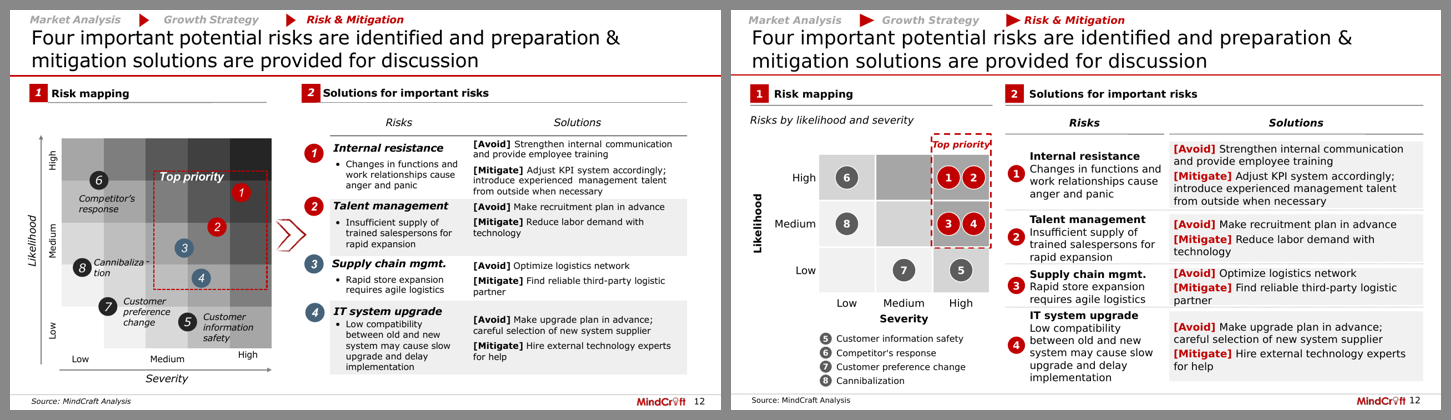 Market Analysis Growth Strategy Risk & Mitigation
Four important potential risks are identified and preparation &
mitigation solutions are provided for discussion
1 Risk mapping
Likelihood
High
Medium
Low
Top priority
1
6
Competitor's
response
2
3
8 Cannibaliza-
tion
4
7 Customer
preference
change
5 Customer
information
safety
Low Medium High
Severity
2 Solutions for important risks
Risks Solutions
1 Internal resistance
• Changes in functions and
work relationships cause
anger and panic
[Avoid] Strengthen internal communication
and provide employee training
[Mitigate] Adjust KPI system accordingly;
introduce experienced management talent
from outside when necessary
2 Talent management
• Insufficient supply of
trained salespersons for
rapid expansion
[Avoid] Make recruitment plan in advance
[Mitigate] Reduce labor demand with
technology
3 Supply chain mgmt.
• Rapid store expansion
requires agile logistics
[Avoid] Optimize logistics network
[Mitigate] Find reliable third-party logistic
partner
4 IT system upgrade
• Low compatibility
between old and new
system may cause slow
upgrade and delay
implementation
[Avoid] Make upgrade plan in advance;
careful selection of new system supplier
[Mitigate] Hire external technology experts
for help
Source: MindCraft Analysis
MindCraft 12
Market Analysis Growth Strategy Risk & Mitigation
Four important potential risks are identified and preparation &
mitigation solutions are provided for discussion
1 Risk mapping
Risks by likelihood and severity
Top priority
Likelihood
High 6 1 2
Medium 8 3 4
Low 7 5
Low Medium High
Severity
5 Customer information safety
6 Competitor's response
7 Customer preference change
8 Cannibalization
2 Solutions for important risks
Risks Solutions
1 Internal resistance
Changes in functions and
work relationships cause
anger and panic
[Avoid] Strengthen internal communication
and provide employee training
[Mitigate] Adjust KPI system accordingly;
introduce experienced management talent
from outside when necessary
2 Talent management
Insufficient supply of
trained salespersons for
rapid expansion
[Avoid] Make recruitment plan in advance
[Mitigate] Reduce labor demand with
technology
3 Supply chain mgmt.
Rapid store expansion
requires agile logistics
[Avoid] Optimize logistics network
[Mitigate] Find reliable third-party logistic
partner
4 IT system upgrade
Low compatibility
between old and new
system may cause slow
upgrade and delay
implementation
[Avoid] Make upgrade plan in advance;
careful selection of new system supplier
[Mitigate] Hire external technology experts
for help
Source: MindCraft Analysis
MindCraft 12